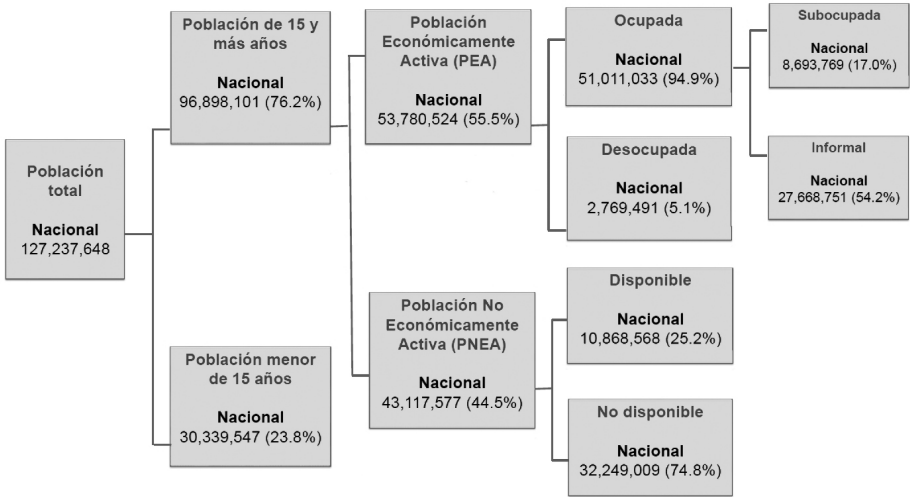 Población
total
Nacional
127,237,648
Población de 15 y
más años
Nacional
96,898,101 (76.2%)
Población menor
de 15 años
Nacional
30,339,547 (23.8%)
Población
Económicamente
Activa (PEA)
Nacional
53,780,524 (55.5%)
Población No
Económicamente
Activa (PNEA)
Nacional
43,117,577 (44.5%)
Ocupada
Nacional
51,011,033 (94.9%)
Desocupada
Nacional
2,769,491 (5.1%)
Disponible
Nacional
10,868,568 (25.2%)
No disponible
Nacional
32,249,009 (74.8%)
Subocupada
Nacional
8,693,769 (17.0%)
Informal
Nacional
27,668,751 (54.2%)